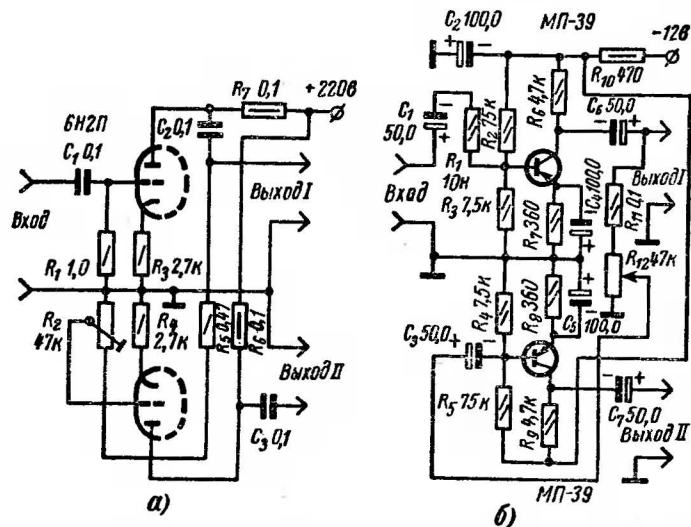 6Н2П
C1 0,1
Вход
R1 1,0
R2 47к
R3 2,7к
R4 2,7к
R7 0,1
+220в
C2 0,1
Выход I
R5 0,47
R6 0,1
Выход II
C3 0,1
а)
C2 100,0
МП-39
-12в
R10 470
C1 50,0
R2 75к
R6 4,7к
C6 50,0
R1 10к
Вход
R3 7,5к
R7 360
C4 100,0
Выход I
R11 0,1
R12 47к
R4 7,5к
R8 360
C5 100,0
C3 50,0
R5 75к
R9 4,7к
C7 50,0
Выход II
МП-39
б)